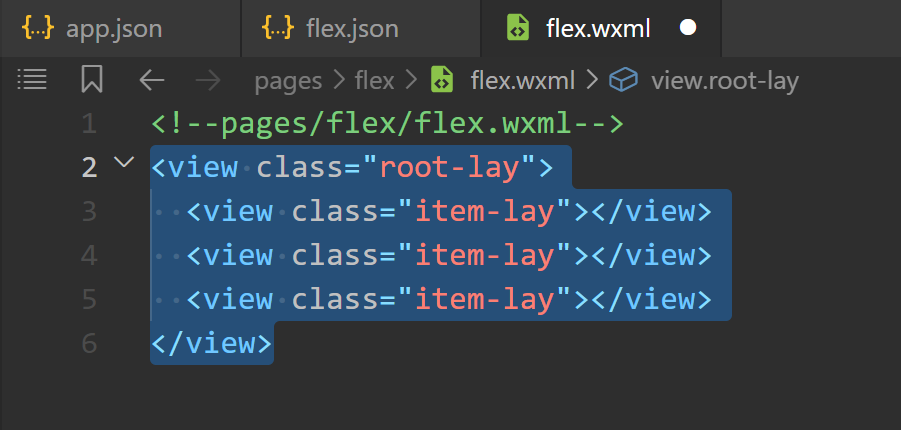 {..} app.json {..} flex.json flex.wxml
pages > flex > flex.wxml > view.root-lay
1 <!--pages/flex/flex.wxml-->
2 <view class="root-lay">
3   <view class="item-lay"></view>
4   <view class="item-lay"></view>
5   <view class="item-lay"></view>
6 </view>